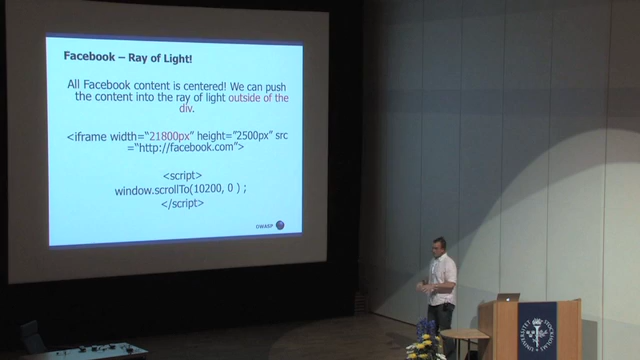 Facebook – Ray of Light!
All Facebook content is centered! We can push
the content into the ray of light outside of the
div.
<iframe width=“21800px” height=“2500px” src
=“http://facebook.com”>
<script>
window.scrollTo(10200, 0 ) ;
</script>
OWASP